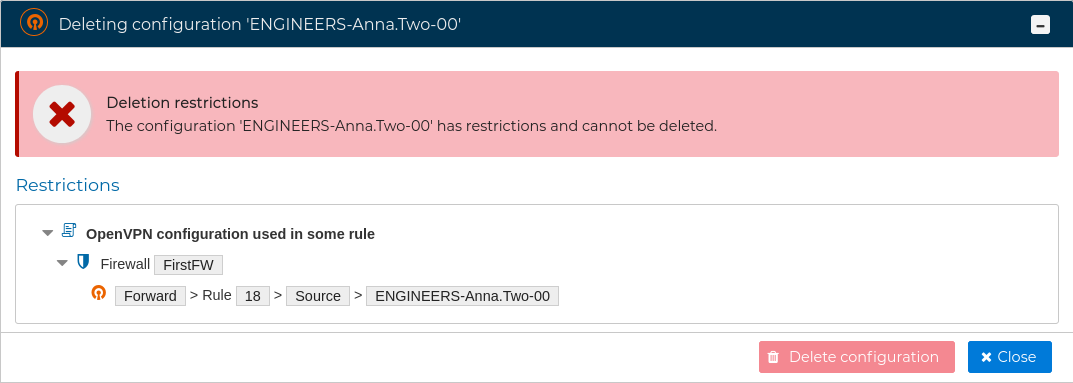 Deleting configuration 'ENGINEERS-Anna.Two-00'
Deletion restrictions
The configuration 'ENGINEERS-Anna.Two-00' has restrictions and cannot be deleted.
Restrictions
OpenVPN configuration used in some rule
Firewall FirstFW
Forward > Rule 18 > Source > ENGINEERS-Anna.Two-00
Delete configuration Close